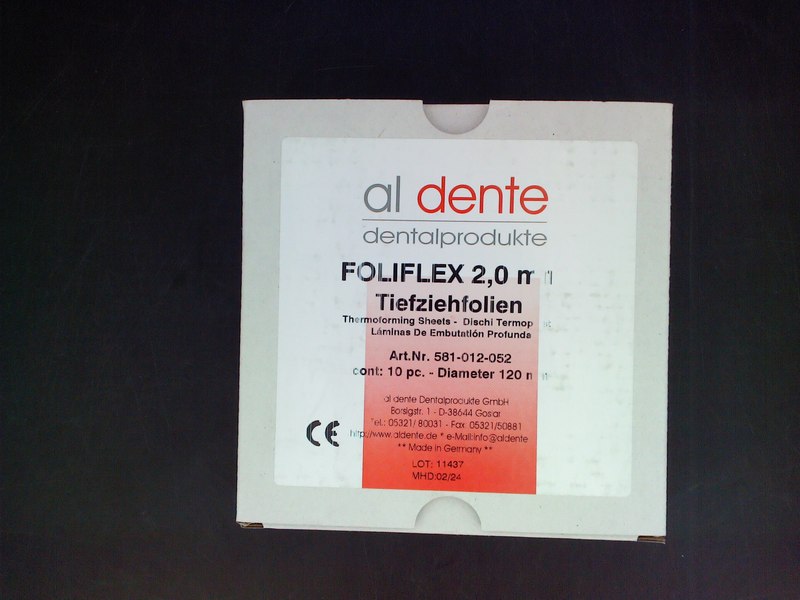 al dente
dentalprodukte
FOLIFLEX 2,0 m
Tiefziehfolien
Thermoforming Sheets - Dischi Termop
Láminas De Embutation Profunda
Art.Nr. 581-012-052
cont: 10 pc. - Diameter 120 m
al dente Dentalprodukte GmbH
Borsigstr. 1 - D-38644 Goslar
Tel.: 05321/ 80031 - Fax 05321/50881
http://www.aldente.de * e-Mail:info@aldente
** Made in Germany **
CE
LOT: 11437
MHD:02/24